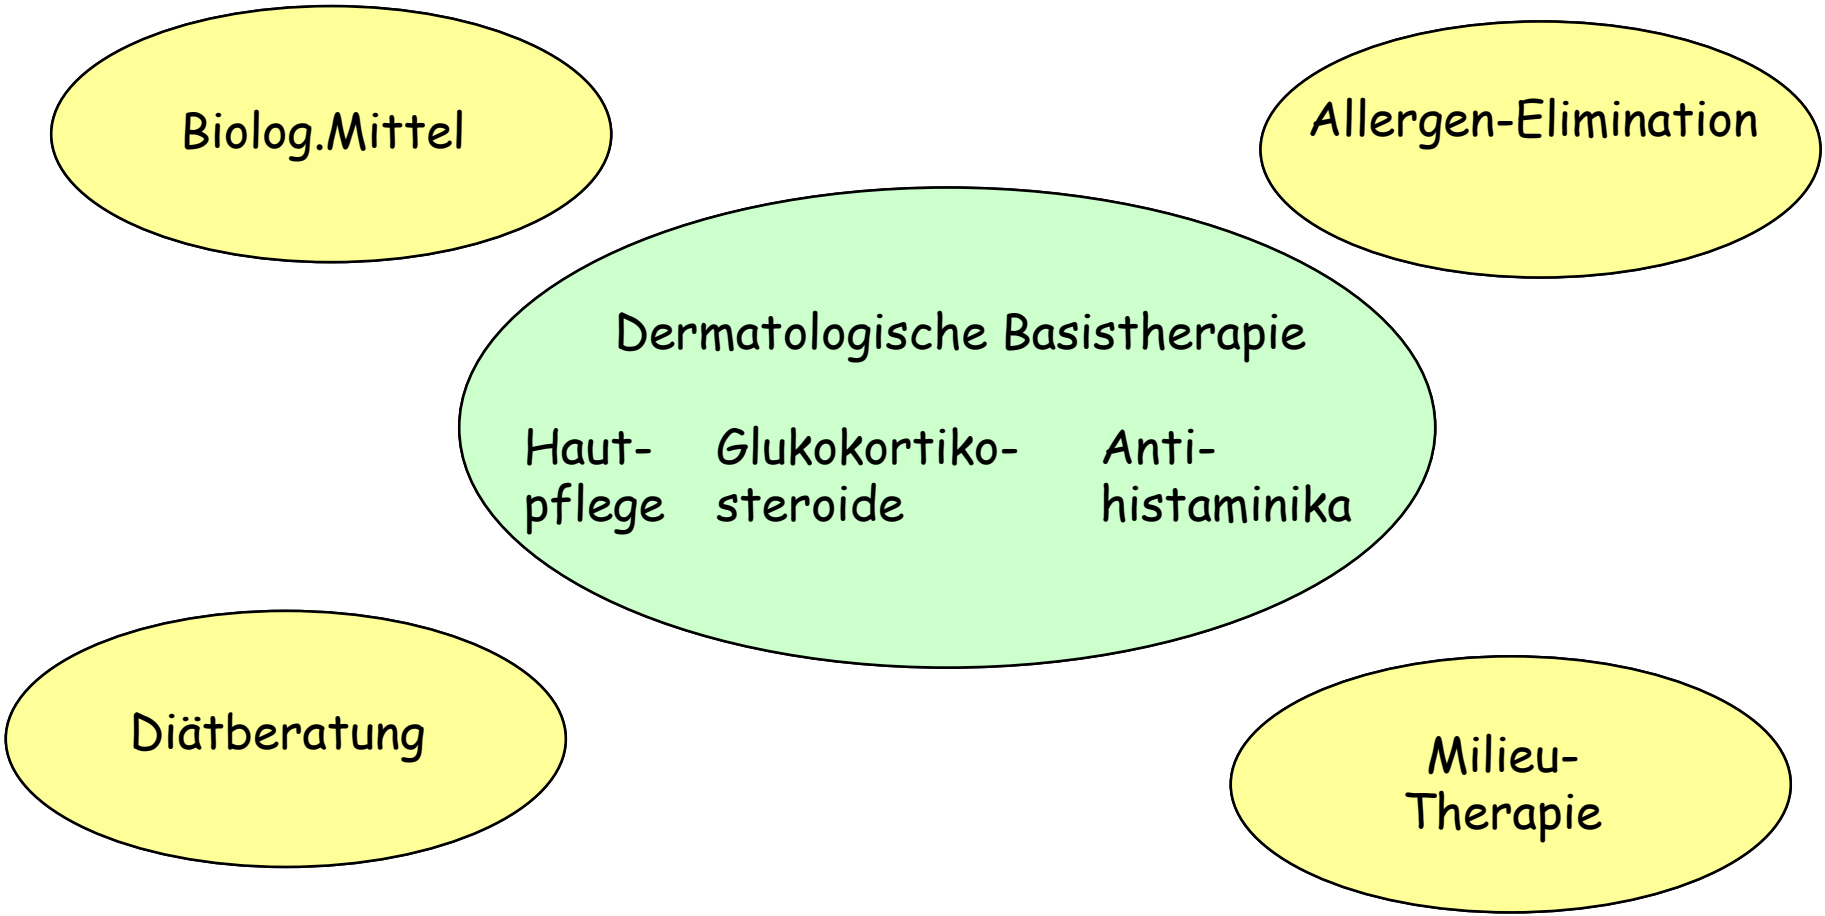 Biolog.Mittel
Allergen-Elimination
Dermatologische Basistherapie
Haut- Glukokortiko- Anti-
pflege steroide histaminika
Diätberatung
Milieu-
Therapie